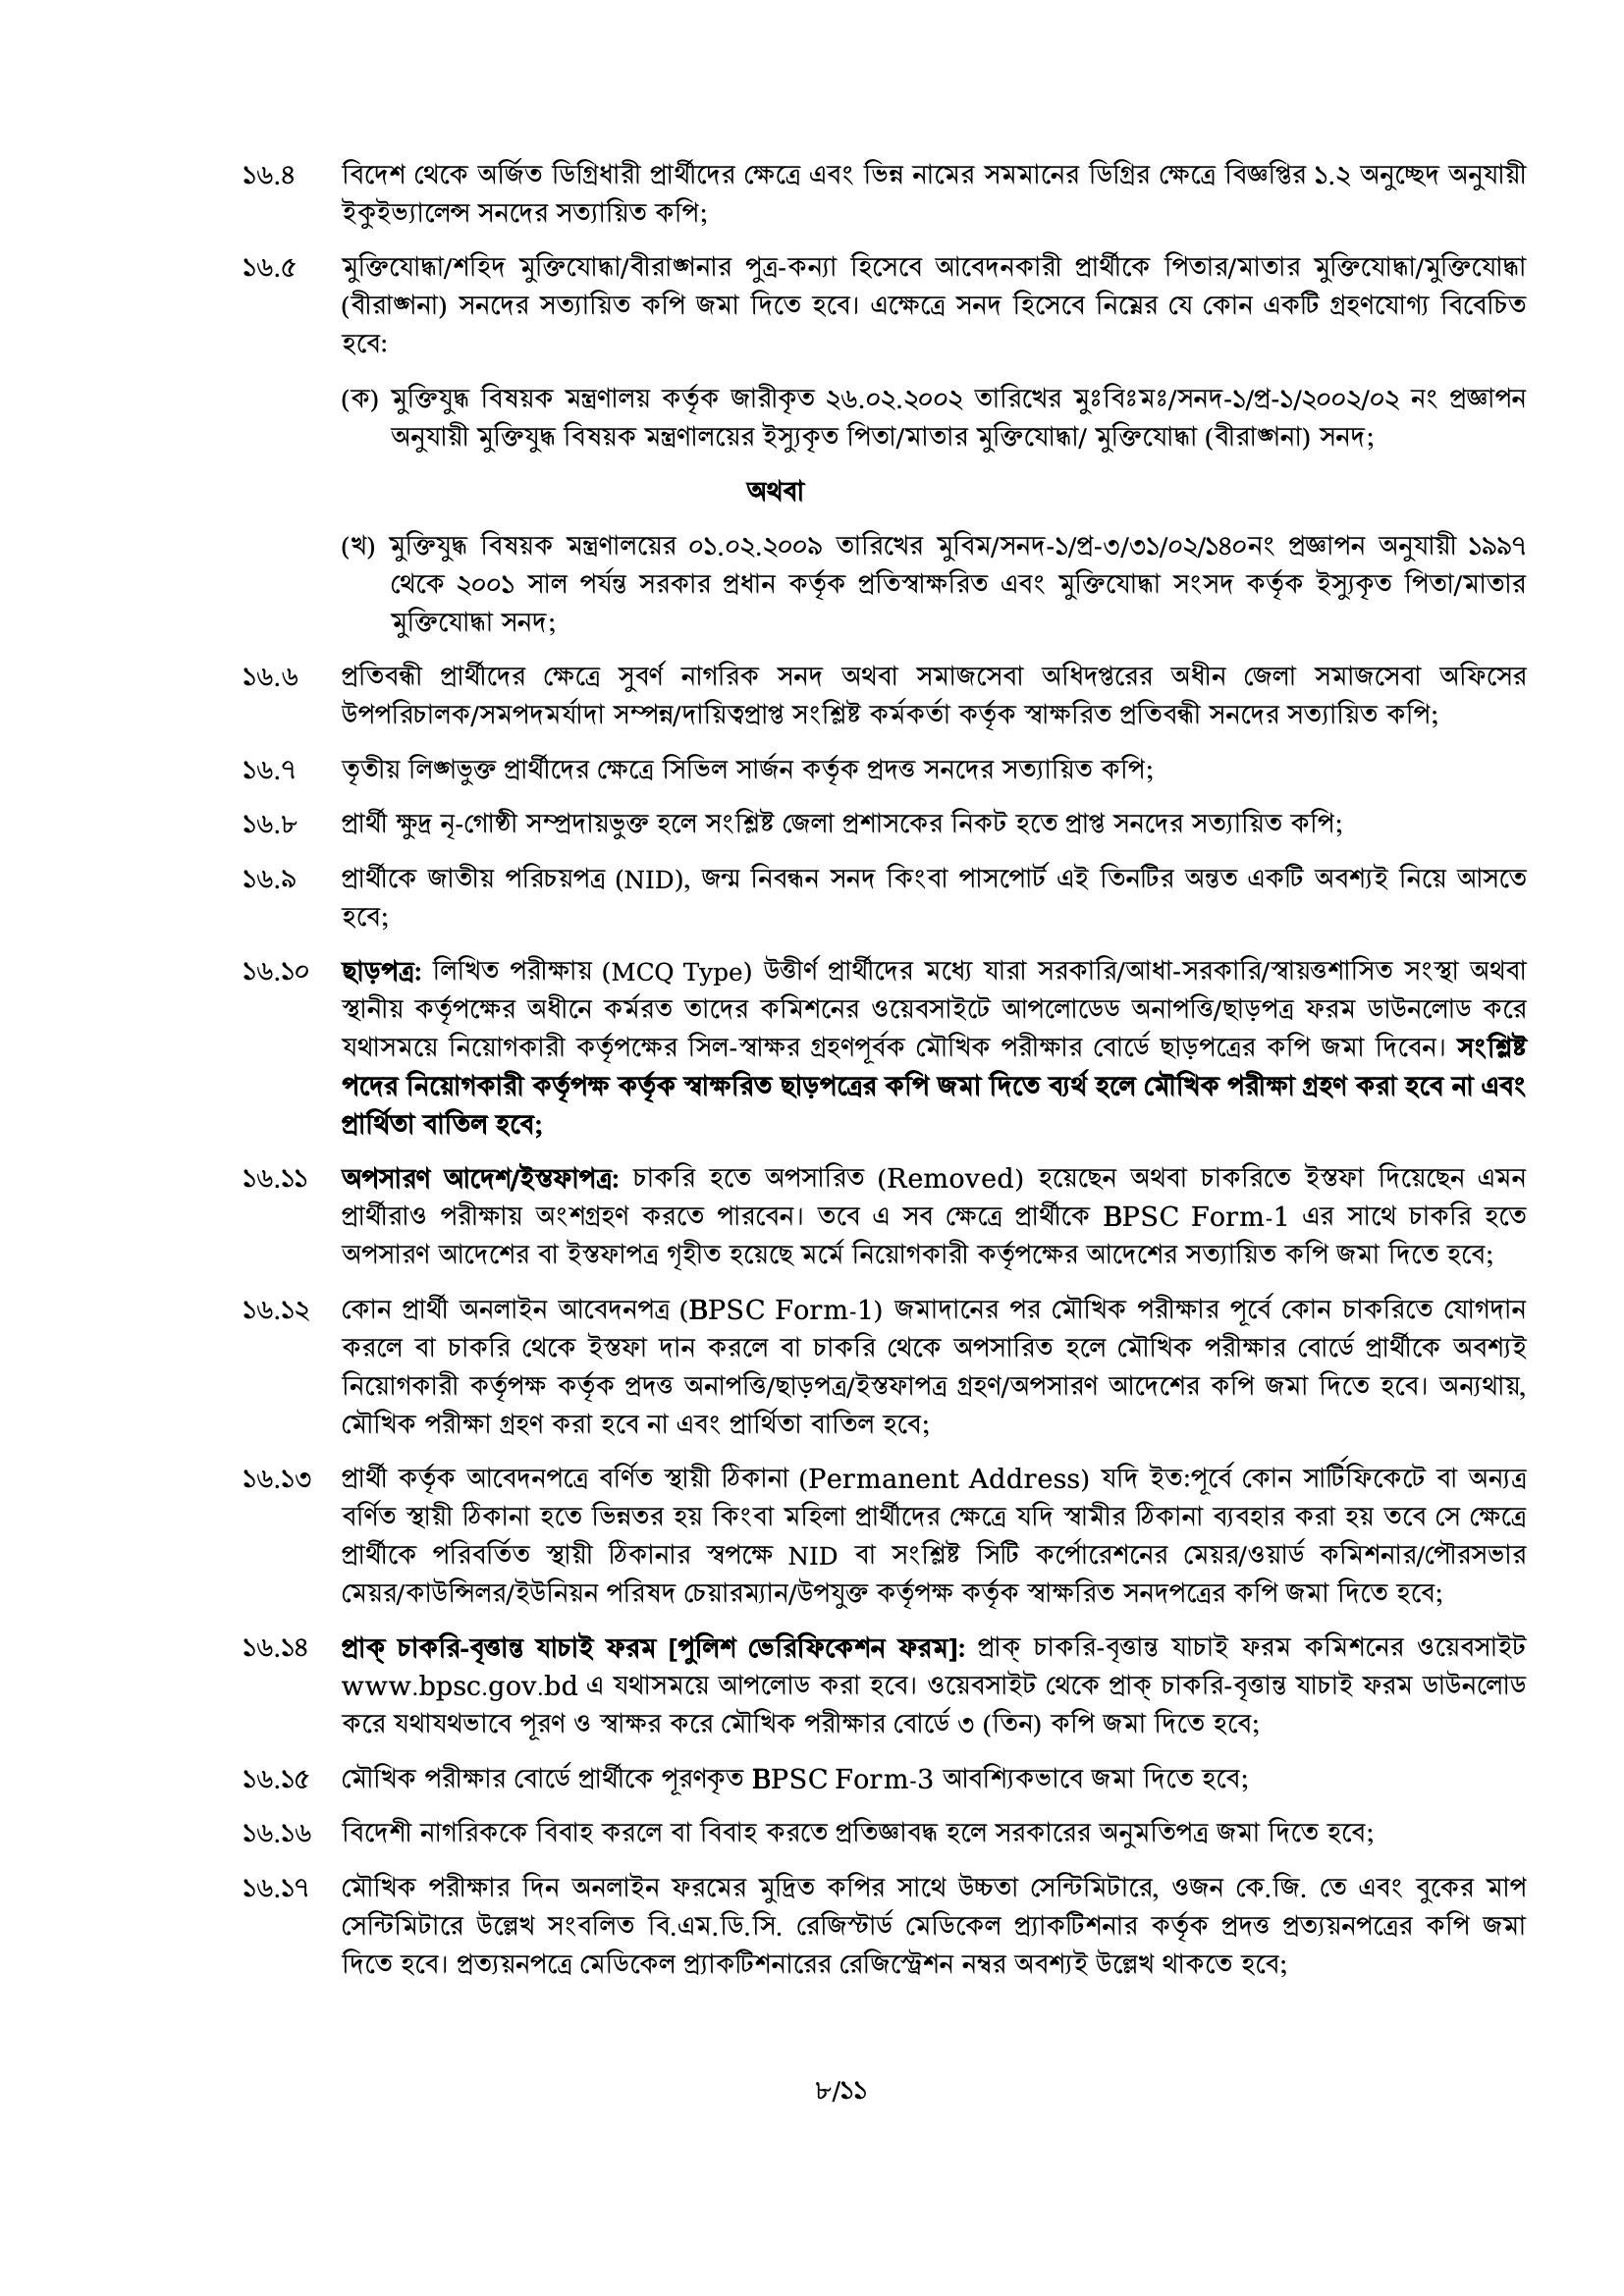 ১৬.৪ বিদেশ থেকে অর্জিত ডিগ্রিধারী প্রার্থীদের ক্ষেত্রে এবং ভিন্ন নামের সমমানের ডিগ্রির ক্ষেত্রে বিজ্ঞপ্তির ১.২ অনুচ্ছেদ অনুযায়ী
ইকুইভ্যালেন্স সনদের সত্যায়িত কপি;
১৬.৫ মুক্তিযোদ্ধা/শহিদ মুক্তিযোদ্ধা/বীরাঙ্গনার পুত্র-কন্যা হিসেবে আবেদনকারী প্রার্থীকে পিতার/মাতার মুক্তিযোদ্ধা/মুক্তিযোদ্ধা
(বীরাঙ্গনা) সনদের সত্যায়িত কপি জমা দিতে হবে। এক্ষেত্রে সনদ হিসেবে নিম্নের যে কোন একটি গ্রহণযোগ্য বিবেচিত
হবে:
(ক) মুক্তিযুদ্ধ বিষয়ক মন্ত্রণালয় কর্তৃক জারীকৃত ২৬.০২.২০০২ তারিখের মুঃবিঃমঃ/সনদ-১/প্র-১/২০০২/০২ নং প্রজ্ঞাপন
অনুযায়ী মুক্তিযুদ্ধ বিষয়ক মন্ত্রণালয়ের ইস্যুকৃত পিতা/মাতার মুক্তিযোদ্ধা/ মুক্তিযোদ্ধা (বীরাঙ্গনা) সনদ;
অথবা
(খ) মুক্তিযুদ্ধ বিষয়ক মন্ত্রণালয়ের ০১.০২.২০০৯ তারিখের মুবিম/সনদ-১/প্র-৩/৩১/০২/১৪০নং প্রজ্ঞাপন অনুযায়ী ১৯৯৭
থেকে ২০০১ সাল পর্যন্ত সরকার প্রধান কর্তৃক প্রতিস্বাক্ষরিত এবং মুক্তিযোদ্ধা সংসদ কর্তৃক ইস্যুকৃত পিতা/মাতার
মুক্তিযোদ্ধা সনদ;
১৬.৬ প্রতিবন্ধী প্রার্থীদের ক্ষেত্রে সুবর্ণ নাগরিক সনদ অথবা সমাজসেবা অধিদপ্তরের অধীন জেলা সমাজসেবা অফিসের
উপপরিচালক/সমপদমর্যাদা সম্পন্ন/দায়িত্বপ্রাপ্ত সংশ্লিষ্ট কর্মকর্তা কর্তৃক স্বাক্ষরিত প্রতিবন্ধী সনদের সত্যায়িত কপি;
১৬.৭ তৃতীয় লিঙ্গভুক্ত প্রার্থীদের ক্ষেত্রে সিভিল সার্জন কর্তৃক প্রদত্ত সনদের সত্যায়িত কপি;
১৬.৮ প্রার্থী ক্ষুদ্র নৃ-গোষ্ঠী সম্প্রদায়ভুক্ত হলে সংশ্লিষ্ট জেলা প্রশাসকের নিকট হতে প্রাপ্ত সনদের সত্যায়িত কপি;
১৬.৯ প্রার্থীকে জাতীয় পরিচয়পত্র (NID), জন্ম নিবন্ধন সনদ কিংবা পাসপোর্ট এই তিনটির অন্তত একটি অবশ্যই নিয়ে আসতে
হবে;
১৬.১০ ছাড়পত্র: লিখিত পরীক্ষায় (MCQ Type) উত্তীর্ণ প্রার্থীদের মধ্যে যারা সরকারি/আধা-সরকারি/স্বায়ত্তশাসিত সংস্থা অথবা
স্থানীয় কর্তৃপক্ষের অধীনে কর্মরত তাদের কমিশনের ওয়েবসাইটে আপলোডেড অনাপত্তি/ছাড়পত্র ফরম ডাউনলোড করে
যথাসময়ে নিয়োগকারী কর্তৃপক্ষের সিল-স্বাক্ষর গ্রহণপূর্বক মৌখিক পরীক্ষার বোর্ডে ছাড়পত্রের কপি জমা দিবেন। সংশ্লিষ্ট
পদের নিয়োগকারী কর্তৃপক্ষ কর্তৃক স্বাক্ষরিত ছাড়পত্রের কপি জমা দিতে ব্যর্থ হলে মৌখিক পরীক্ষা গ্রহণ করা হবে না এবং
প্রার্থিতা বাতিল হবে;
১৬.১১ অপসারণ আদেশ/ইস্তফাপত্র: চাকরি হতে অপসারিত (Removed) হয়েছেন অথবা চাকরিতে ইস্তফা দিয়েছেন এমন
প্রার্থীরাও পরীক্ষায় অংশগ্রহণ করতে পারবেন। তবে এ সব ক্ষেত্রে প্রার্থীকে BPSC Form-1 এর সাথে চাকরি হতে
অপসারণ আদেশের বা ইস্তফাপত্র গৃহীত হয়েছে মর্মে নিয়োগকারী কর্তৃপক্ষের আদেশের সত্যায়িত কপি জমা দিতে হবে;
১৬.১২ কোন প্রার্থী অনলাইন আবেদনপত্র (BPSC Form-1) জমাদানের পর মৌখিক পরীক্ষার পূর্বে কোন চাকরিতে যোগদান
করলে বা চাকরি থেকে ইস্তফা দান করলে বা চাকরি থেকে অপসারিত হলে মৌখিক পরীক্ষার বোর্ডে প্রার্থীকে অবশ্যই
নিয়োগকারী কর্তৃপক্ষ কর্তৃক প্রদত্ত অনাপত্তি/ছাড়পত্র/ইস্তফাপত্র গ্রহণ/অপসারণ আদেশের কপি জমা দিতে হবে। অন্যথায়,
মৌখিক পরীক্ষা গ্রহণ করা হবে না এবং প্রার্থিতা বাতিল হবে;
১৬.১৩ প্রার্থী কর্তৃক আবেদনপত্রে বর্ণিত স্থায়ী ঠিকানা (Permanent Address) যদি ইত:পূর্বে কোন সার্টিফিকেটে বা অন্যত্র
বর্ণিত স্থায়ী ঠিকানা হতে ভিন্নতর হয় কিংবা মহিলা প্রার্থীদের ক্ষেত্রে যদি স্বামীর ঠিকানা ব্যবহার করা হয় তবে সে ক্ষেত্রে
প্রার্থীকে পরিবর্তিত স্থায়ী ঠিকানার স্বপক্ষে NID বা সংশ্লিষ্ট সিটি কর্পোরেশনের মেয়র/ওয়ার্ড কমিশনার/পৌরসভার
মেয়র/কাউন্সিলর/ইউনিয়ন পরিষদ চেয়ারম্যান/উপযুক্ত কর্তৃপক্ষ কর্তৃক স্বাক্ষরিত সনদপত্রের কপি জমা দিতে হবে;
১৬.১৪ প্রাক্ চাকরি-বৃত্তান্ত যাচাই ফরম [পুলিশ ভেরিফিকেশন ফরম]: প্রাক্ চাকরি-বৃত্তান্ত যাচাই ফরম কমিশনের ওয়েবসাইট
www.bpsc.gov.bd এ যথাসময়ে আপলোড করা হবে। ওয়েবসাইট থেকে প্রাক্ চাকরি-বৃত্তান্ত যাচাই ফরম ডাউনলোড
করে যথাযথভাবে পূরণ ও স্বাক্ষর করে মৌখিক পরীক্ষার বোর্ডে ৩ (তিন) কপি জমা দিতে হবে;
১৬.১৫ মৌখিক পরীক্ষার বোর্ডে প্রার্থীকে পূরণকৃত BPSC Form-3 আবশ্যিকভাবে জমা দিতে হবে;
১৬.১৬ বিদেশী নাগরিককে বিবাহ করলে বা বিবাহ করতে প্রতিজ্ঞাবদ্ধ হলে সরকারের অনুমতিপত্র জমা দিতে হবে;
১৬.১৭ মৌখিক পরীক্ষার দিন অনলাইন ফরমের মুদ্রিত কপির সাথে উচ্চতা সেন্টিমিটারে, ওজন কে.জি. তে এবং বুকের মাপ
সেন্টিমিটারে উল্লেখ সংবলিত বি.এম.ডি.সি. রেজিস্টার্ড মেডিকেল প্র্যাকটিশনার কর্তৃক প্রদত্ত প্রত্যয়নপত্রের কপি জমা
দিতে হবে। প্রত্যয়নপত্রে মেডিকেল প্র্যাকটিশনারের রেজিস্ট্রেশন নম্বর অবশ্যই উল্লেখ থাকতে হবে;
৮/১১